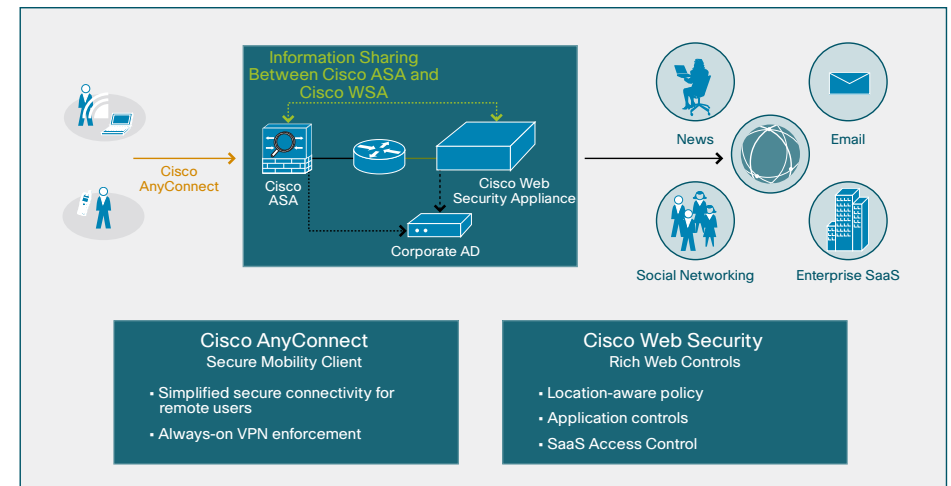 Information Sharing
Between Cisco ASA and
Cisco WSA
News
Email
Cisco
AnyConnect
Cisco
ASA
Cisco Web
Security Appliance
Corporate AD
Social Networking
Enterprise SaaS
Cisco AnyConnect
Secure Mobility Client
▪ Simplified secure connectivity for
remote users
▪ Always-on VPN enforcement
Cisco Web Security
Rich Web Controls
▪ Location-aware policy
▪ Application controls
▪ SaaS Access Control